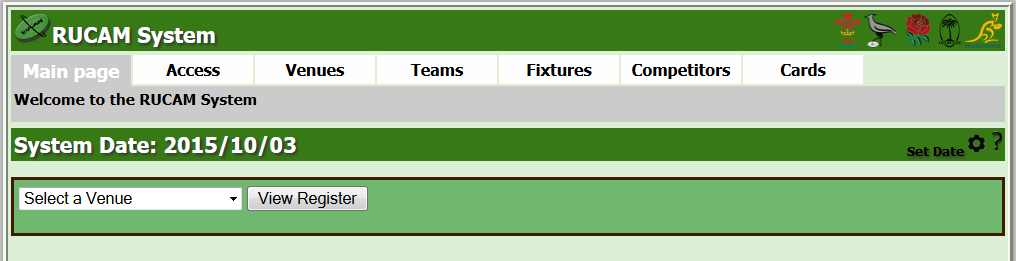 RUCAM System
Main page Access Venues Teams Fixtures Competitors Cards
Welcome to the RUCAM System
System Date: 2015/10/03
Set Date ?
Select a Venue View Register